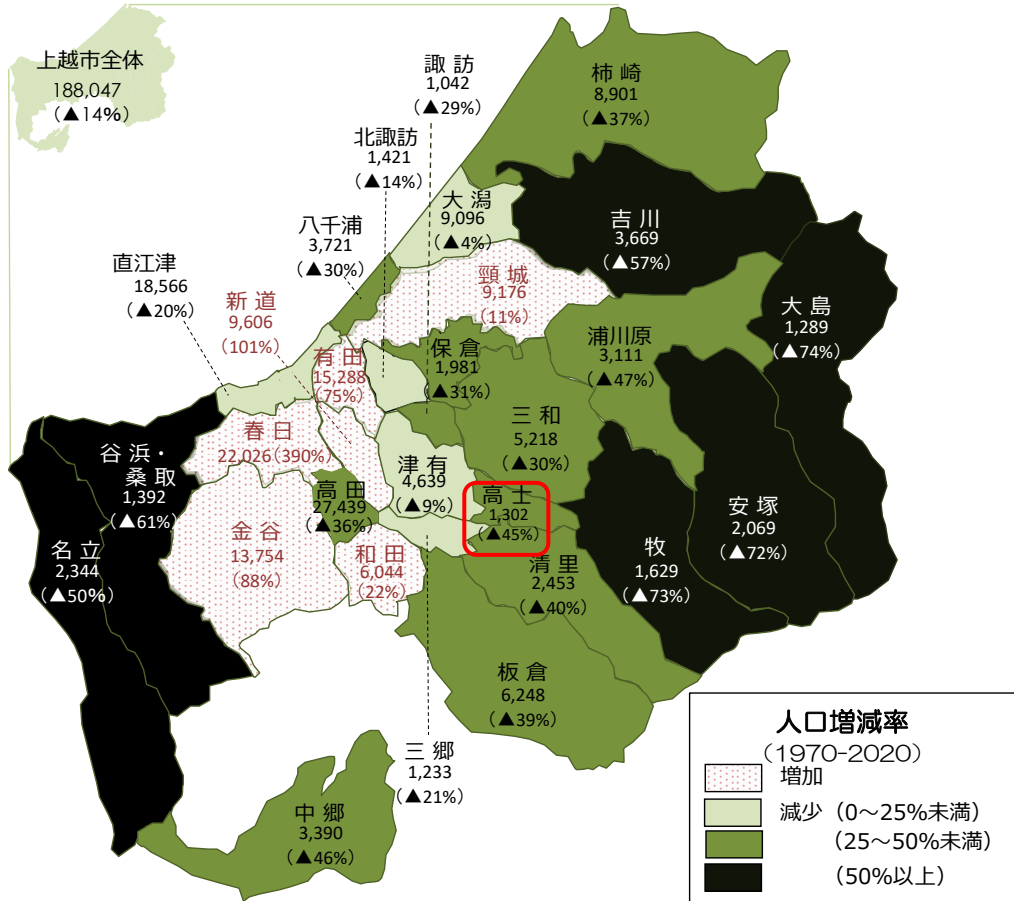 上越市全体
188,047
(▲14%)
諏訪
1,042
(▲29%)
北諏訪
1,421
(▲14%)
八千浦
3,721
(▲30%)
直江津
18,566
(▲20%)
新道
9,606
(101%)
柿崎
8,901
(▲37%)
大潟
9,096
(▲4%)
吉川
3,669
(▲57%)
頸城
9,176
(11%)
大島
1,289
(▲74%)
浦川原
3,111
(▲47%)
有田
15,288
(75%)
保倉
1,981
(▲31%)
三和
5,218
(▲30%)
春日
22,026(390%)
谷浜・
桑取
1,392
(▲61%)
津有
4,639
(▲9%)
高田
27,439
(▲36%)
高士
1,302
(▲45%)
安塚
2,069
(▲72%)
名立
2,344
(▲50%)
金谷
13,754
(88%)
和田
6,044
(22%)
清里
2,453
(▲40%)
牧
1,629
(▲73%)
板倉
6,248
(▲39%)
三郷
1,233
(▲21%)
中郷
3,390
(▲46%)
人口増減率
(1970-2020)
増加
減少 (0～25%未満)
(25～50%未満)
(50%以上)